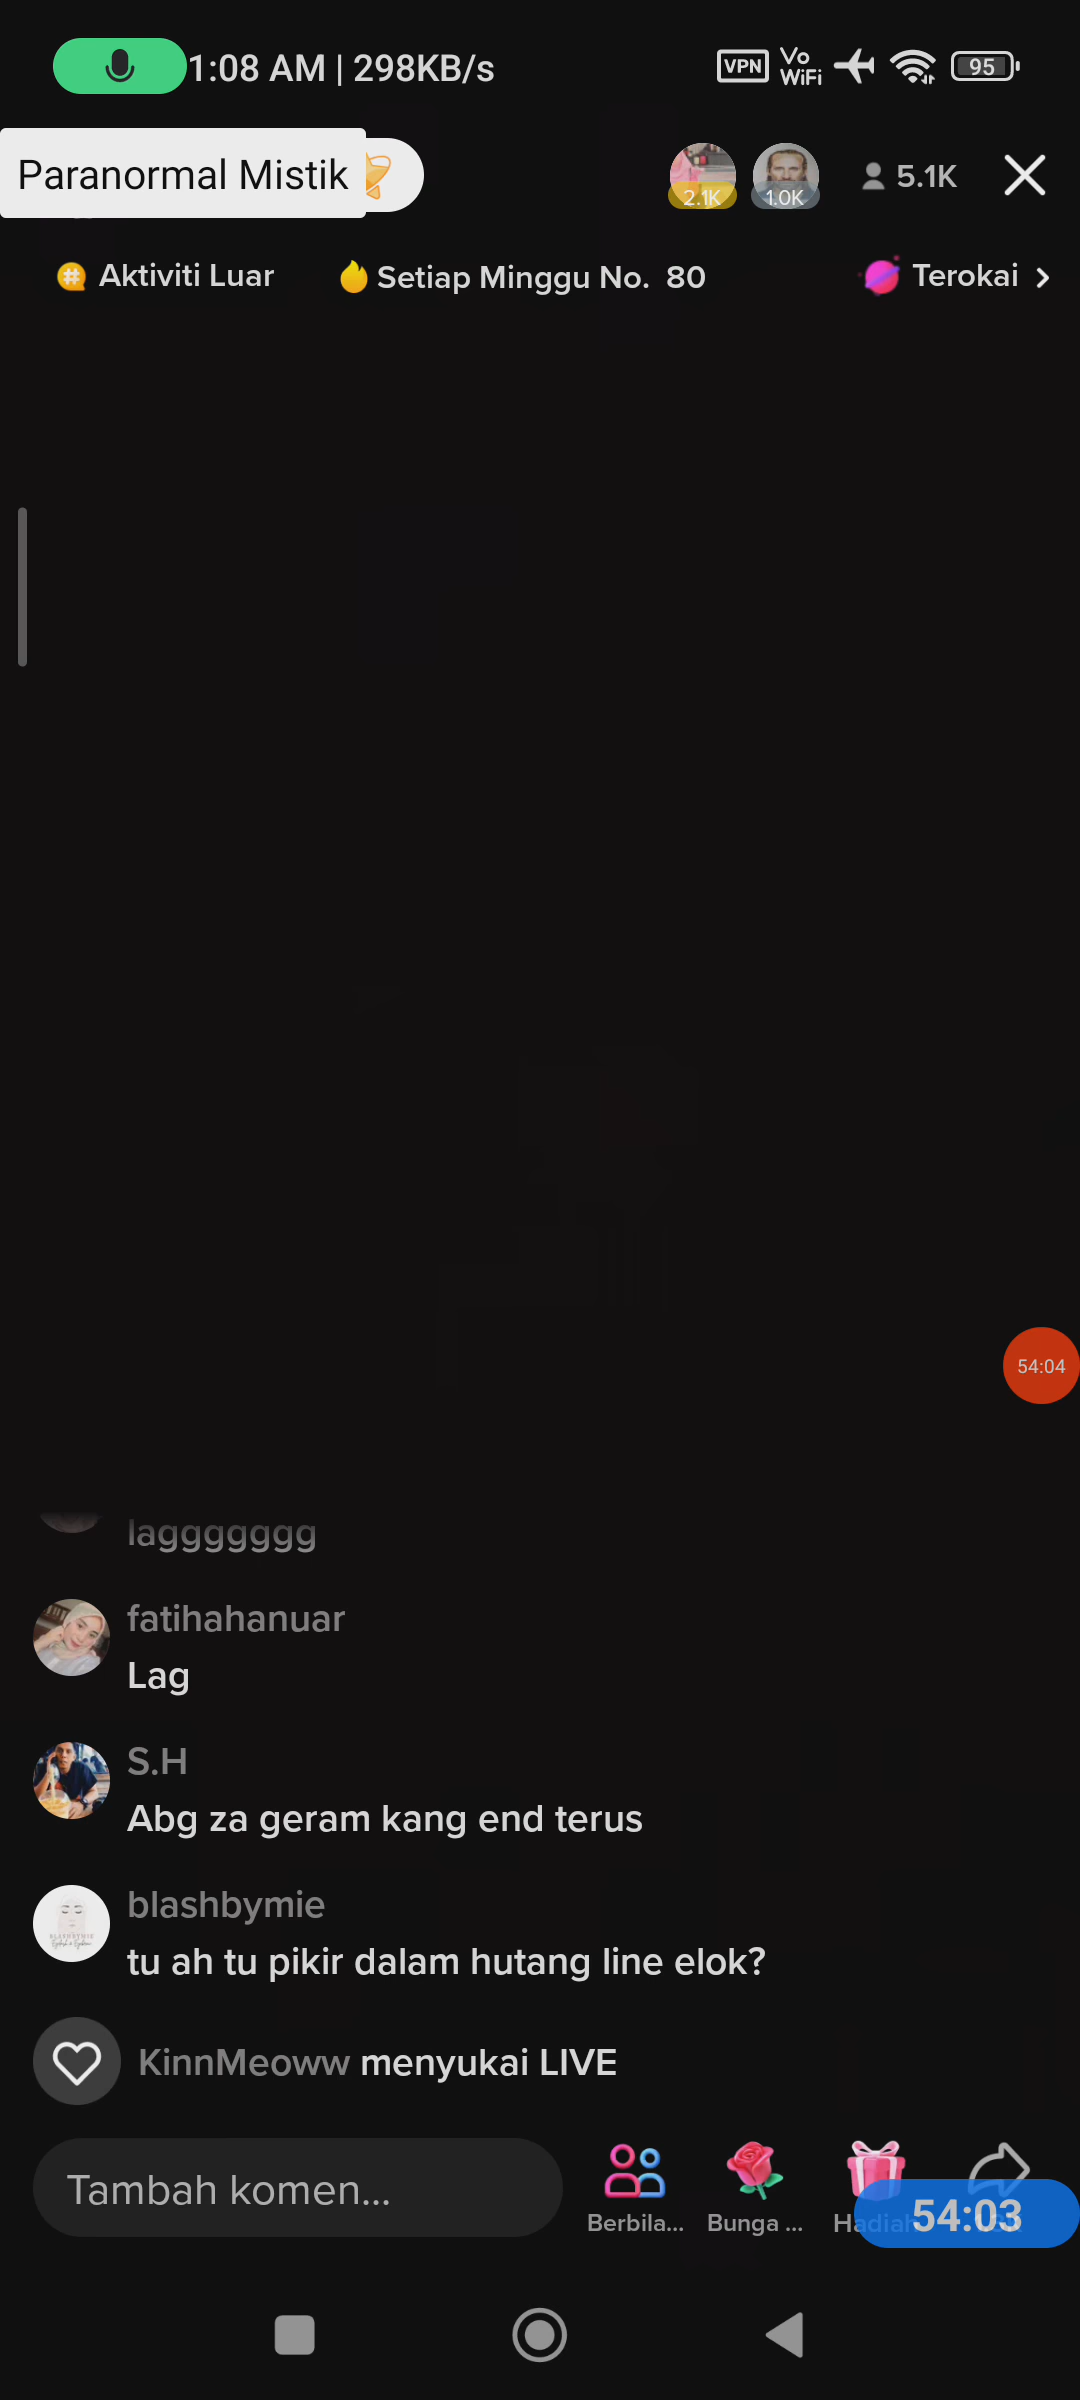 1:08 AM | 298KB/s VPN Vo WiFi 95
Paranormal Mistik 2.1K 1.0K 5.1K
Aktiviti Luar Setiap Minggu No. 80 Terokai
54:04
laggggggg
fatihahanuar
Lag
S.H
Abg za geram kang end terus
blashbymie
tu ah tu pikir dalam hutang line elok?
KinnMeoww menyukai LIVE
Tambah komen...
Berbila... Bunga ... Hadiah
54:03